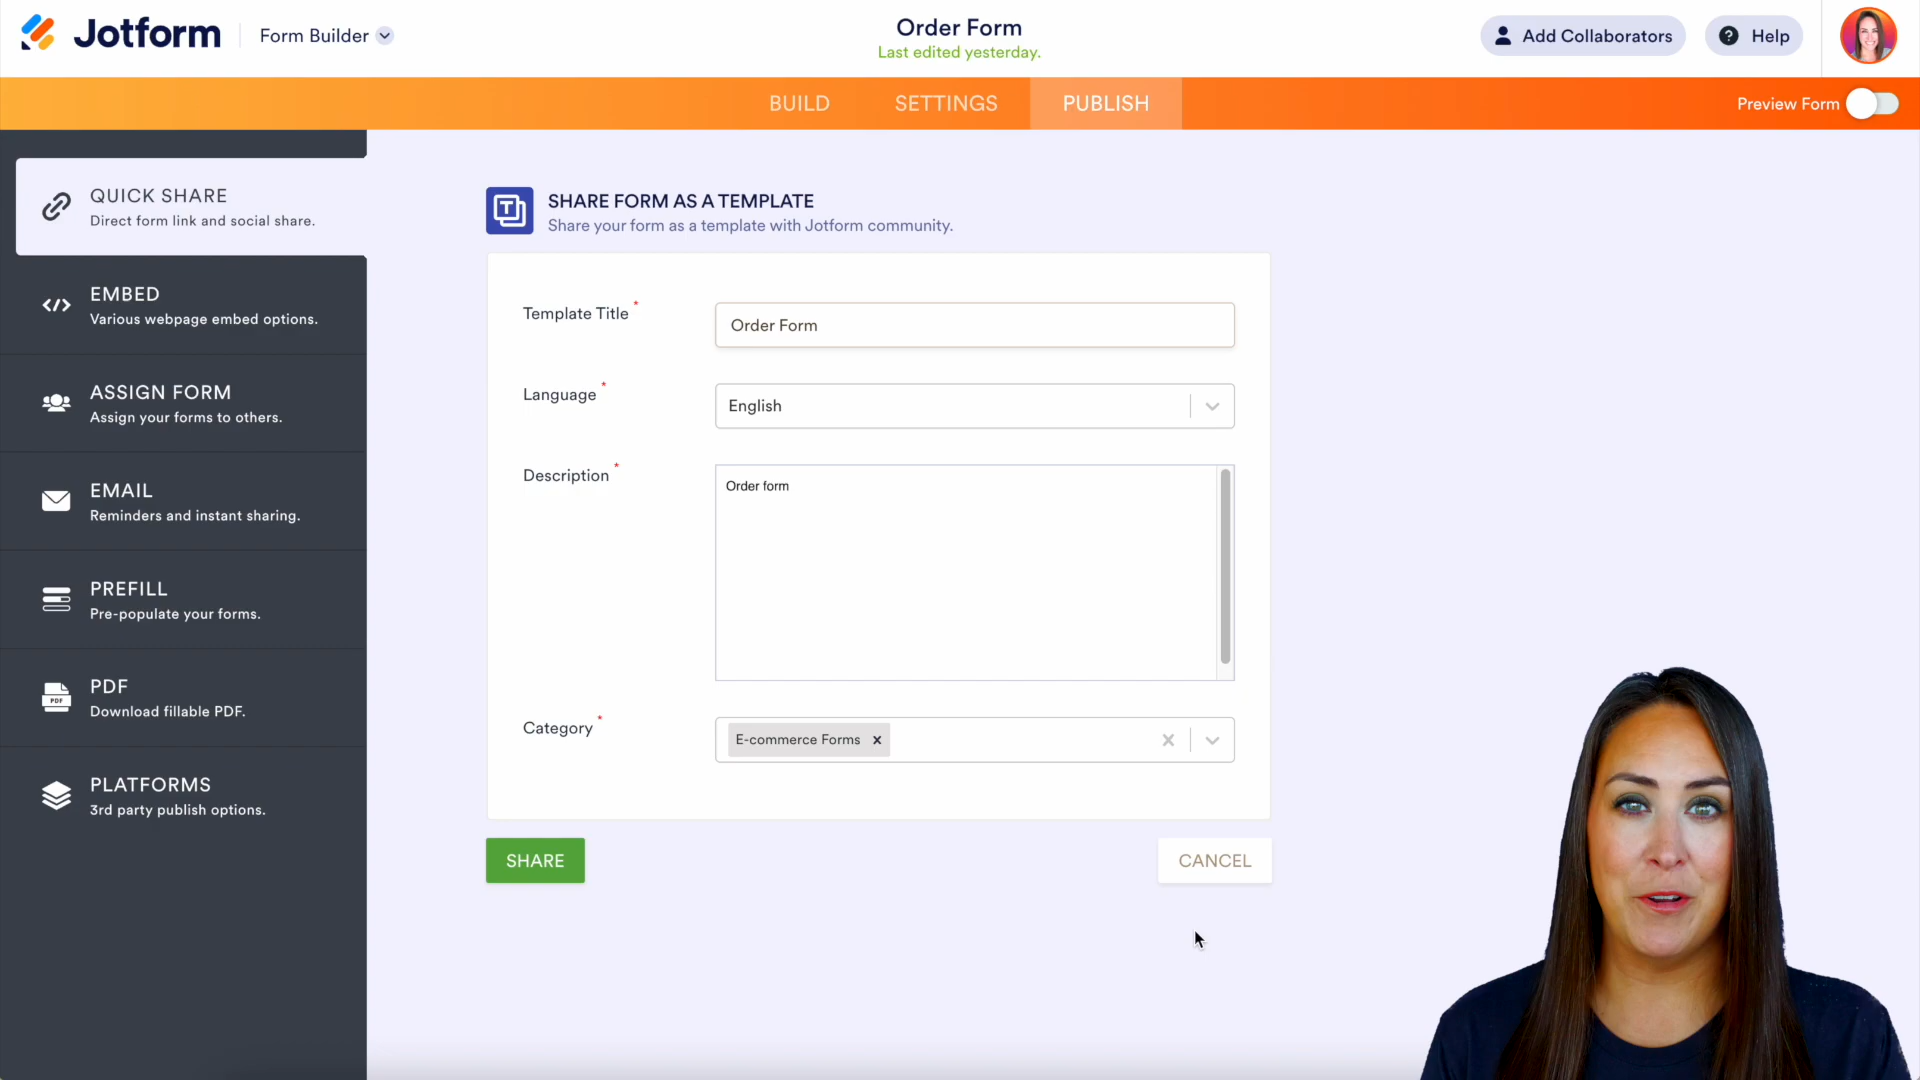 Jotform
Form Builder
Order Form
Last edited yesterday.
Add Collaborators
Help
BUILD
SETTINGS
PUBLISH
Preview Form
QUICK SHARE
Direct form link and social share.
EMBED
Various webpage embed options.
ASSIGN FORM
Assign your forms to others.
EMAIL
Reminders and instant sharing.
PREFILL
Pre-populate your forms.
PDF
PDF
Download fillable PDF.
PLATFORMS
3rd party publish options.
T
SHARE FORM AS A TEMPLATE
Share your form as a template with Jotform community.
Template Title *
Order Form
Language *
English
Description *
Order form
Category *
E-commerce Forms
SHARE
CANCEL